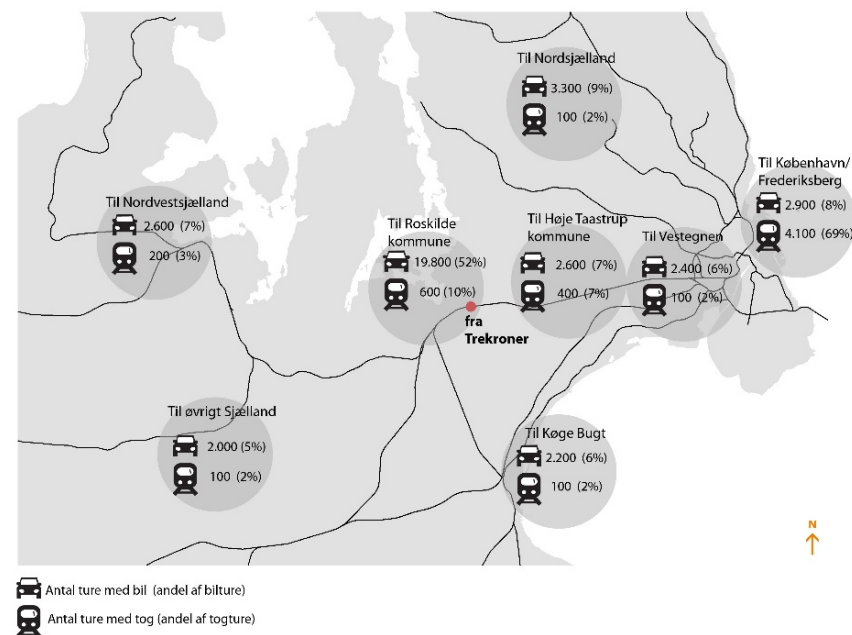 Til Nordsjælland
3.300 (9%)
100 (2%)
Til København/
Frederiksberg
2.900 (8%)
4.100 (69%)
Til Nordvestsjælland
2.600 (7%)
200 (3%)
Til Roskilde
kommune
19.800 (52%)
600 (10%)
Til Høje Taastrup
kommune
2.600 (7%)
400 (7%)
Til Vestegnen
2.400 (6%)
100 (2%)
fra
Trekroner
Til øvrigt Sjælland
2.000 (5%)
100 (2%)
Til Køge Bugt
2.200 (6%)
100 (2%)
N
Antal ture med bil (andel af bilture)
Antal ture med tog (andel af togture)